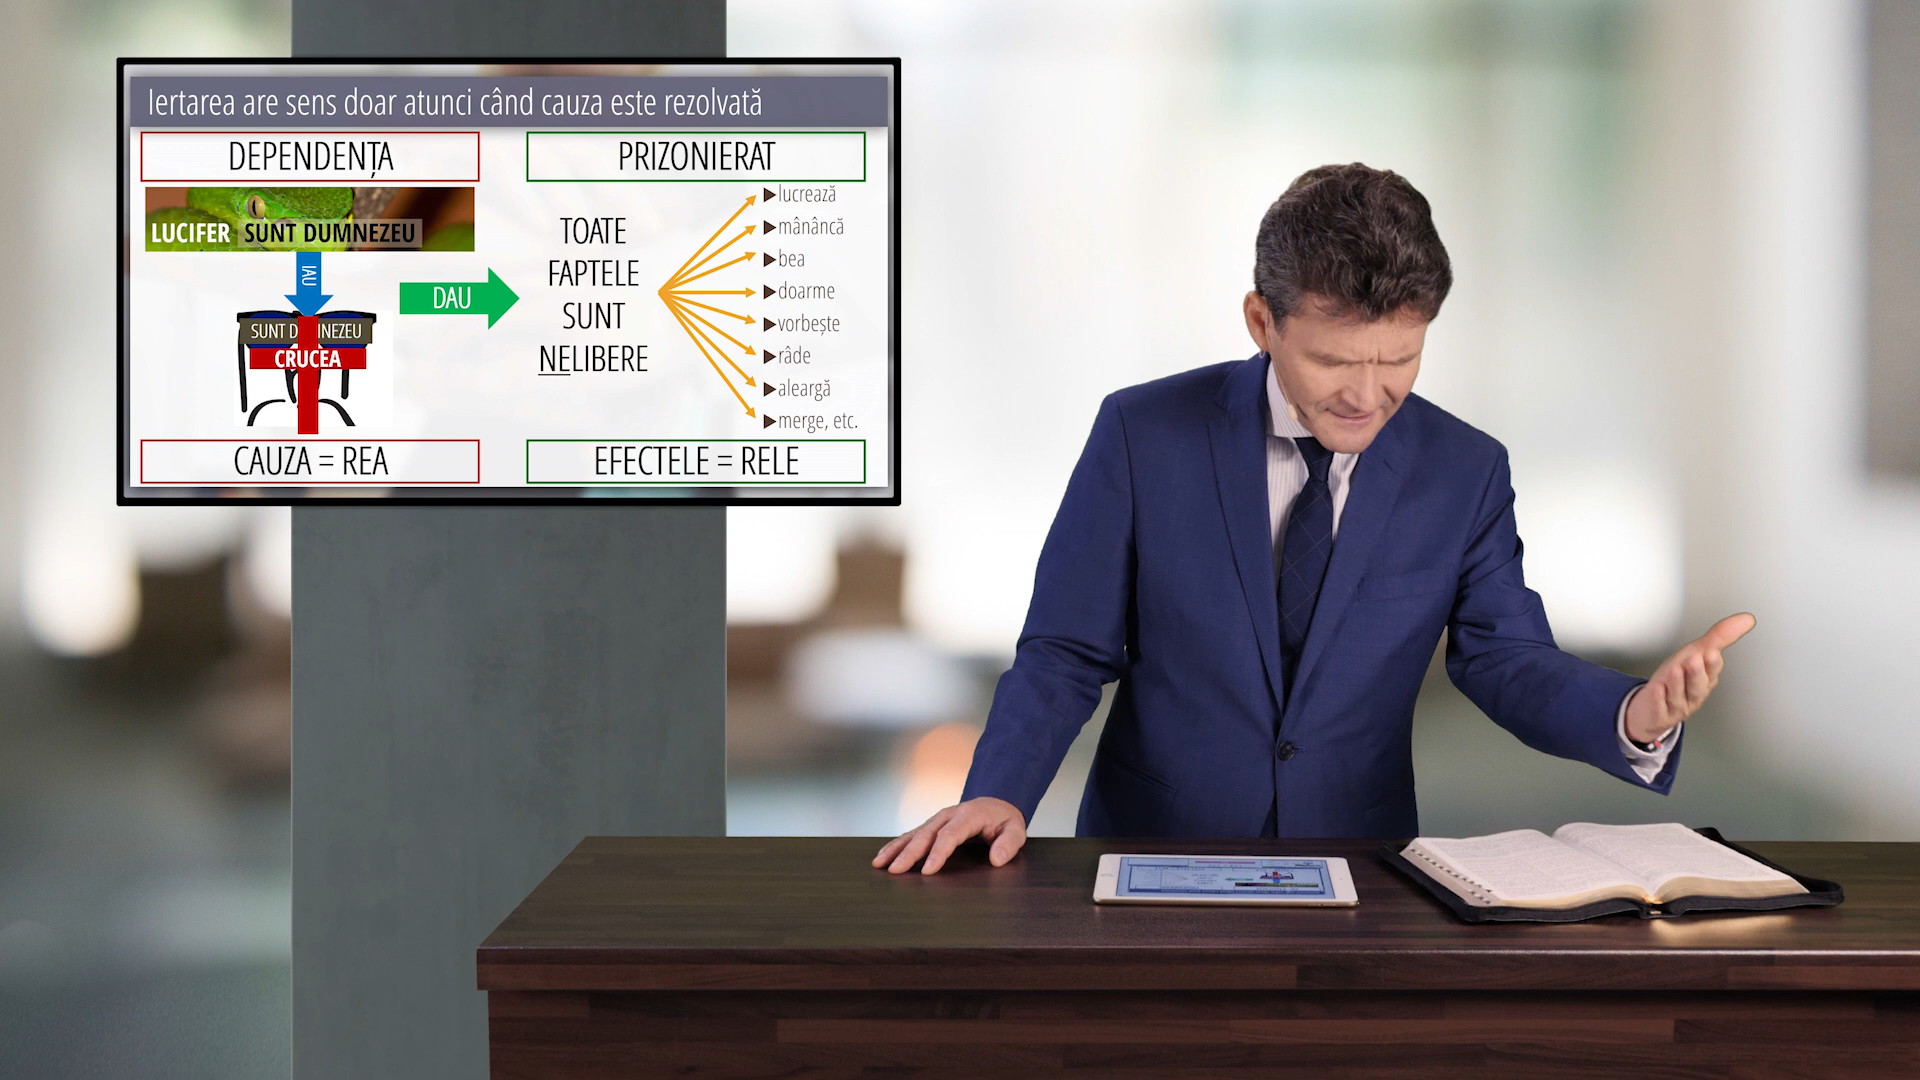 Iertarea are sens doar atunci când cauza este rezolvată
DEPENDENȚA
LUCIFER SUNT DUMNEZEU
IAU
SUNT D INEZEU
CRUCEA
CAUZA = REA
DAU
PRIZONIERAT
TOATE
FAPTELE
SUNT
NELIBERE
lucrează
mânâncă
bea
doarme
vorbește
râde
aleargă
merge, etc.
EFECTELE = RELE